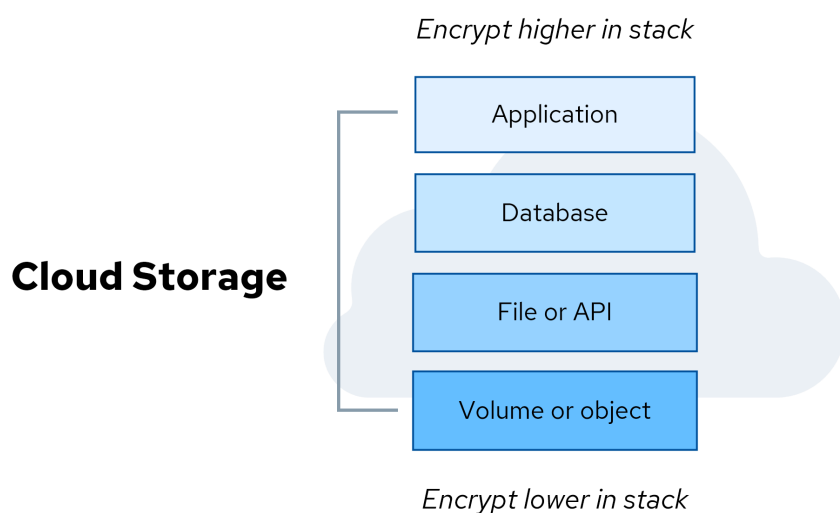 Encrypt higher in stack
Application
Database
Cloud Storage
File or API
Volume or object
Encrypt lower in stack